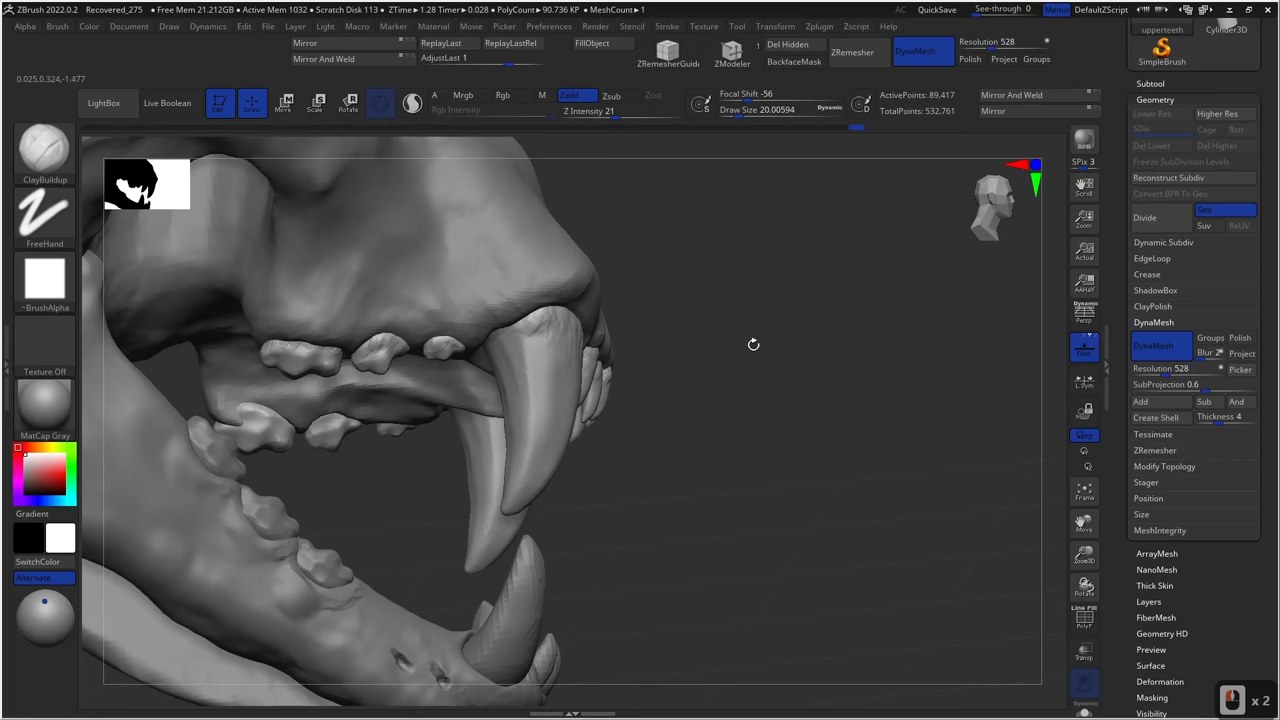 ZBrush 2022.0.2 Recovered_275 • Free Mem 21.212GB • Active Mem 1032 • Scratch Disk 113 • ZTime ▸ 1.28 Timer ▸ 0.028 • PolyCount ▸ 90.736 KP • MeshCount ▸ 1 AC QuickSave See-through 0 Menus DefaultZScript
Alpha Brush Color Document Draw Dynamics Edit File Layer Light Macro Marker Material Movie Picker Preferences Render Stencil Stroke Texture Tool Transform Zplugin Zscript Help
Mirror
Mirror And Weld
ReplayLast
ReplayLastRel
AdjustLast 1
FillObject
ZRemesherGuide
ZModeler
1
Del Hidden
BackfaceMask
ZRemesher
DynaMesh
Resolution 528
Polish Project Groups
0.025,0.324,-1.477
LightBox
Live Boolean
Edit
Draw
Move
Scale
Rotate
A Mrgb Rgb M
Rgb Intensity
Zadd Zsub Zcut
Z Intensity 21
S
Focal Shift -56
Draw Size 20.00594 Dynamic
S
ActivePoints: 89,417
TotalPoints: 532,761
Mirror And Weld
Mirror
ClayBuildup
FreeHand
~BrushAlpha
Texture Off
MatCap Gray
Gradient
SwitchColor
Alternate
BPR
SPix 3
Scroll
Zoom
Actual
AAHalf
Dynamic
Persp
Floor
L.Sym
Frame
Move
Zoom3D
Rotate
Line Fill
PolyF
Transp
Dynamic
upperteeth
Cylinder3D
SimpleBrush
Subtool
Geometry
Lower Res Higher Res
SDiv Cage Rstr
Del Lower Del Higher
Freeze SubDivision Levels
Reconstruct Subdiv
Convert BPR To Geo
Divide
Smt
Suv ReUV
Dynamic Subdiv
EdgeLoop
Crease
ShadowBox
ClayPolish
DynaMesh
DynaMesh
Groups Polish
Blur 2 Project
Resolution 528 Picker
SubProjection 0.6
Add Sub And
Create Shell Thickness 4
Tessimate
ZRemesher
Modify Topology
Stager
Position
Size
MeshIntegrity
ArrayMesh
NanoMesh
Thick Skin
Layers
FiberMesh
Geometry HD
Preview
Surface
Deformation
Masking
Visibility
x 2